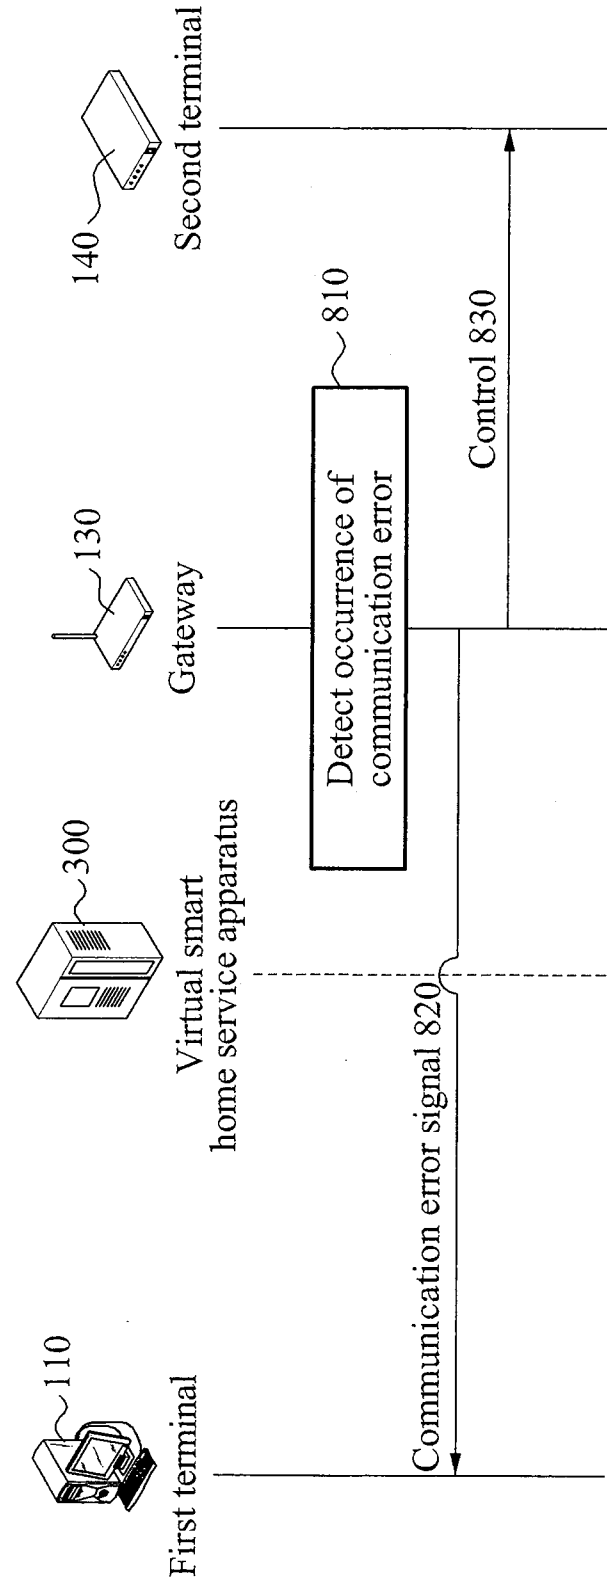 110
First terminal
300
Virtual smart
home service apparatus
130
Gateway
140
Second terminal
Detect occurrence of
communication error
810
Communication error signal 820
Control 830